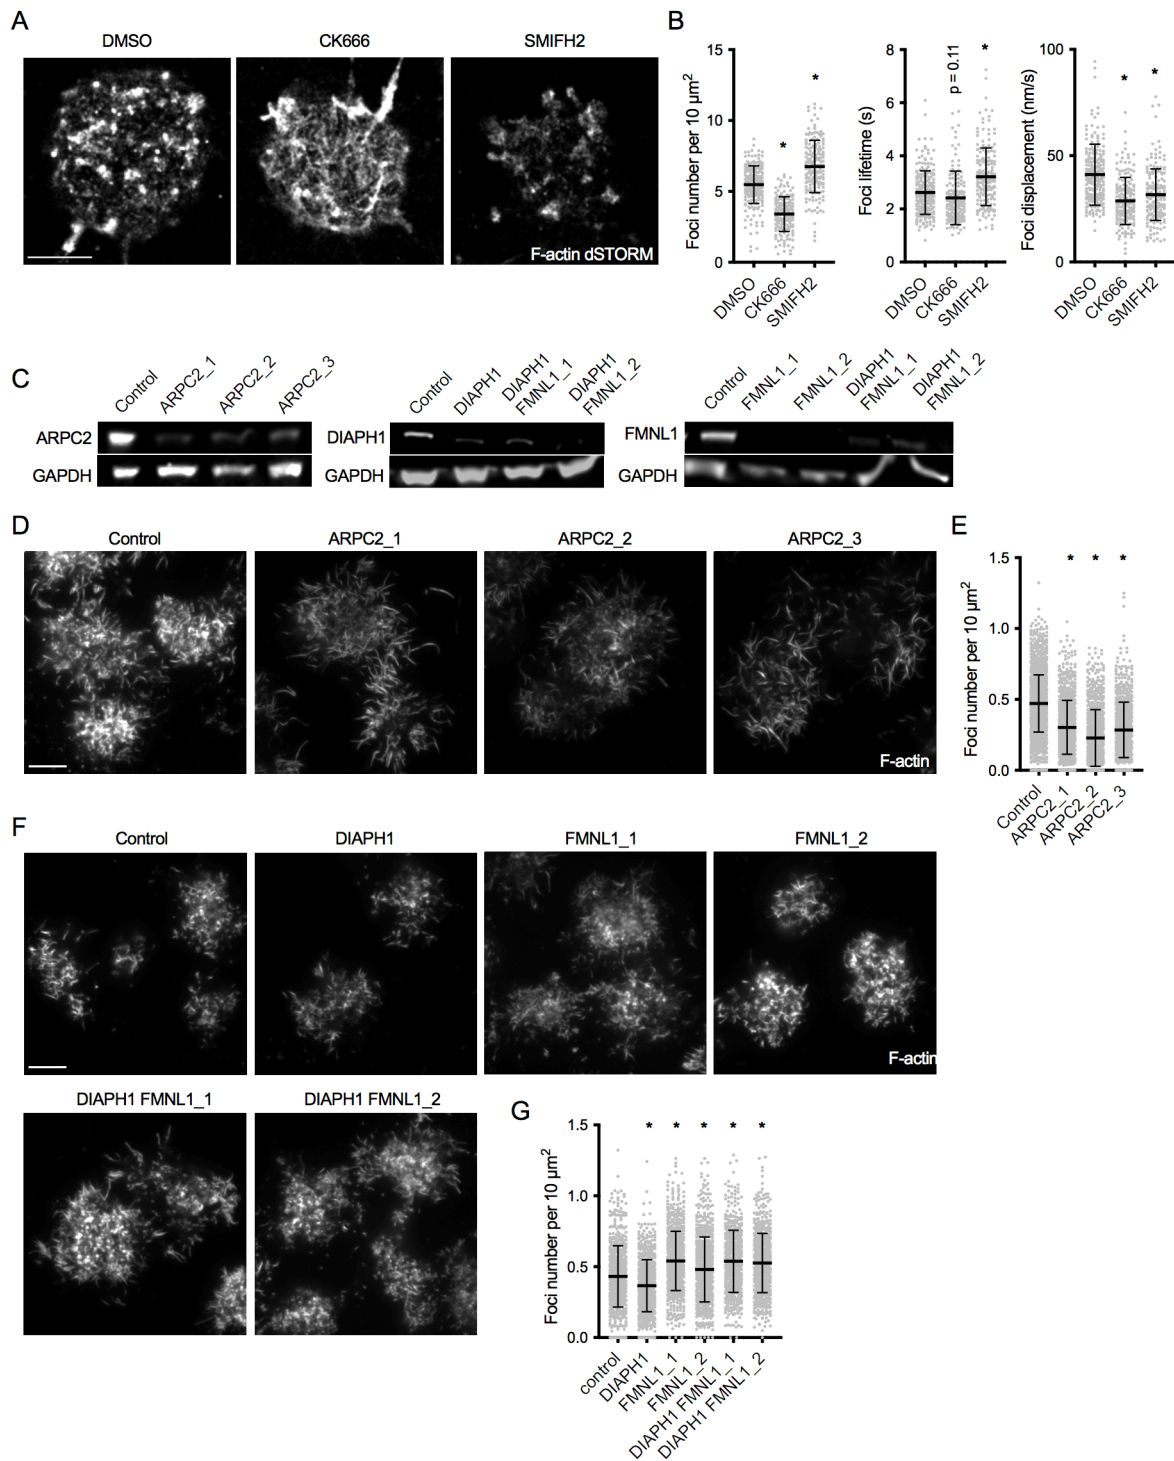 A
DMSO
CK666
SMIFH2
F-actin dSTORM
B
Foci number per 10 µm²
15
10
5
0
*
*
DMSO
CK666
SMIFH2
Foci lifetime (s)
8
6
4
2
0
p = 0.11
*
DMSO
CK666
SMIFH2
Foci displacement (nm/s)
100
50
0
*
*
DMSO
CK666
SMIFH2
C
Control
ARPC2_1
ARPC2_2
ARPC2_3
ARPC2
GAPDH
Control
DIAPH1
DIAPH1
FMNL1_1
DIAPH1
FMNL1_2
DIAPH1
GAPDH
Control
FMNL1_1
FMNL1_2
DIAPH1
FMNL1_1
DIAPH1
FMNL1_2
FMNL1
GAPDH
D
Control
ARPC2_1
ARPC2_2
ARPC2_3
F-actin
E
Foci number per 10 µm²
1.5
1.0
0.5
0.0
* * *
Control
ARPC2_1
ARPC2_2
ARPC2_3
F
Control
DIAPH1
FMNL1_1
FMNL1_2
F-actin
DIAPH1 FMNL1_1
DIAPH1 FMNL1_2
G
Foci number per 10 µm²
1.5
1.0
0.5
0.0
* * * * *
control
DIAPH1
FMNL1_1
FMNL1_2
DIAPH1 FMNL1_1
DIAPH1 FMNL1_2